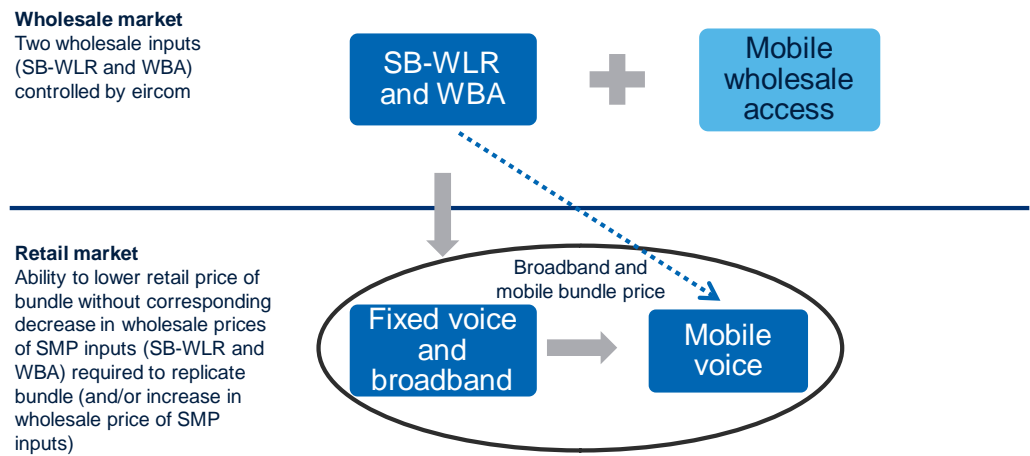 Wholesale market
Two wholesale inputs
(SB-WLR and WBA)
controlled by eircom
SB-WLR
and WBA
Mobile
wholesale
access
Retail market
Ability to lower retail price of
bundle without corresponding
decrease in wholesale prices
of SMP inputs (SB-WLR and
WBA) required to replicate
bundle (and/or increase in
wholesale price of SMP
inputs)
Broadband and
mobile bundle price
Fixed voice
and
broadband
Mobile
voice